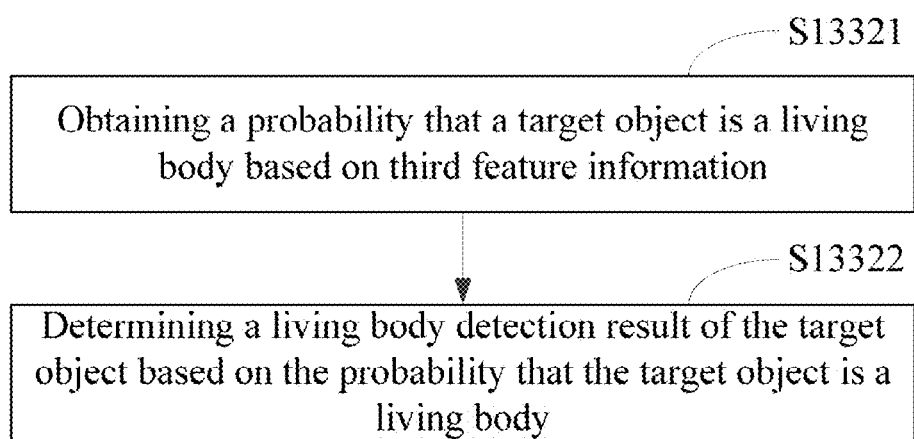 S13321
Obtaining a probability that a target object is a living
body based on third feature information
S13322
Determining a living body detection result of the target
object based on the probability that the target object is a
living body